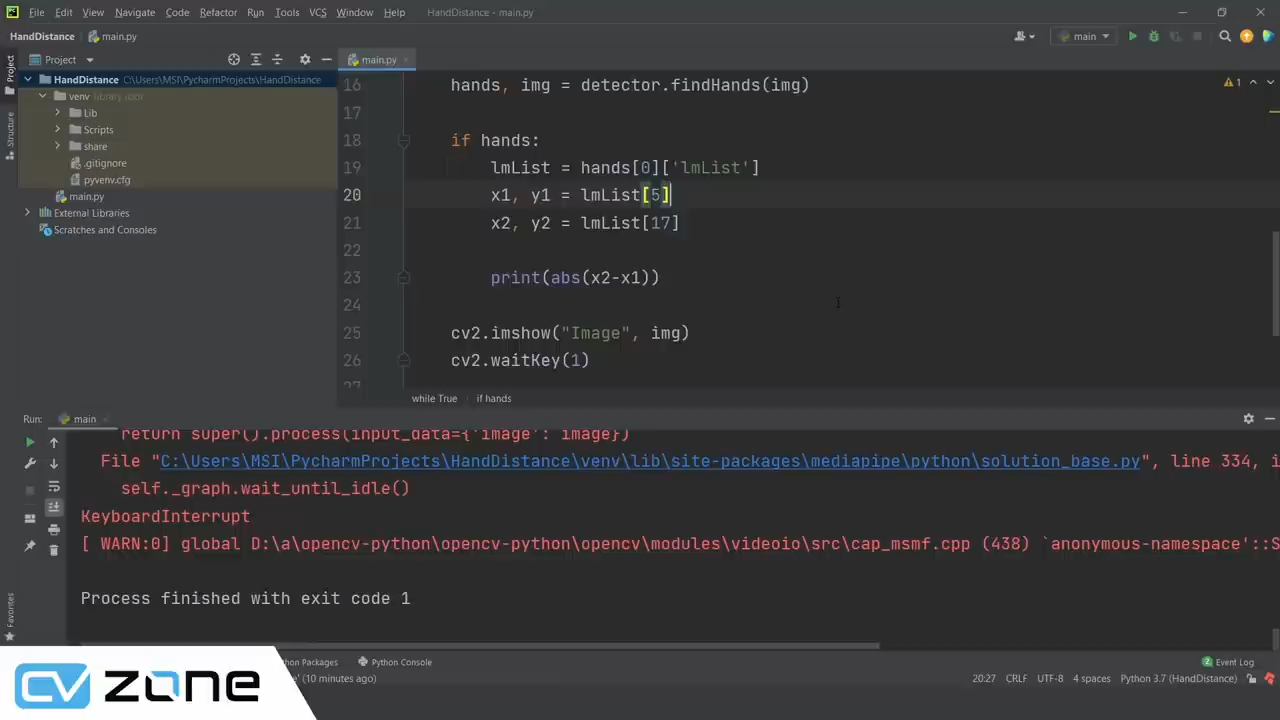 File Edit View Navigate Code Refactor Run Tools VCS Window Help HandDistance - main.py
HandDistance main.py main
Project main.py
Project
HandDistance C:\Users\MSI\PycharmProjects\HandDistance
venv library root
Lib
Scripts
share
.gitignore
pyvenv.cfg
main.py
External Libraries
Scratches and Consoles
Structure
16 hands, img = detector.findHands(img)
1
17
18 if hands:
19 lmList = hands[0]['lmList']
20 x1, y1 = lmList[5]
21 x2, y2 = lmList[17]
22
23 print(abs(x2-x1))
24
25 cv2.imshow("Image", img)
26 cv2.waitKey(1)
27
while True if hands
Run: main
return super().process(input_data={'image': image})
File "C:\Users\MSI\PycharmProjects\HandDistance\venv\lib\site-packages\mediapipe\python\solution_base.py", line 334, i
self._graph.wait_until_idle()
KeyboardInterrupt
[ WARN:0] global D:\a\opencv-python\opencv-python\opencv\modules\videoio\src\cap_msmf.cpp (438) `anonymous-namespace'::S
Process finished with exit code 1
Favorites
Python Packages Python Console 2 Event Log
(10 minutes ago) 20:27 CRLF UTF-8 4 spaces Python 3.7 (HandDistance)
CV ZONE